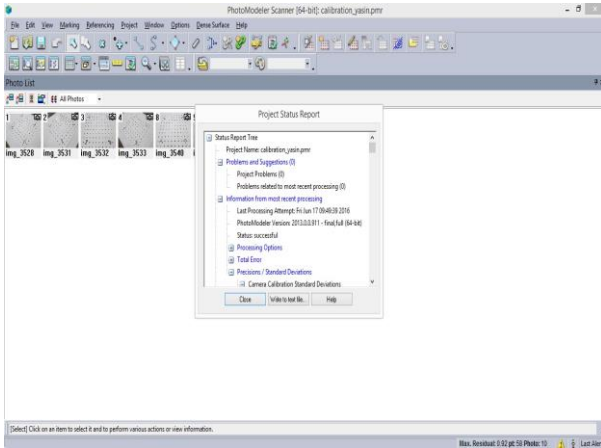 PhotoModeler Scanner [64-bit]: calibration_yasin.pmr
File Edit View Marking Referencing Project Window Options Dense Surface Help
Photo List
All Photos
1 2 3 4 8
img_3528 img_3531 img_3532 img_3533 img_3540
Project Status Report
Status Report Tree
Project Name: calibration_yasin.pmr
Problems and Suggestions (0)
Project Problems (0)
Problems related to most recent processing (0)
Information from most recent processing
Last Processing Attempt: Fri Jun 17 09:49:39 2016
PhotoModeler Version: 2013.0.0.911 - final,full (64-bit)
Status: successful
Processing Options
Total Error
Precisions / Standard Deviations
Camera Calibration Standard Deviations
Close Write to text file... Help
[Select] Click on an item to select it and to perform various actions or view information.
Max. Residual: 0.92 pt: 58 Photo: 10 Last Aler